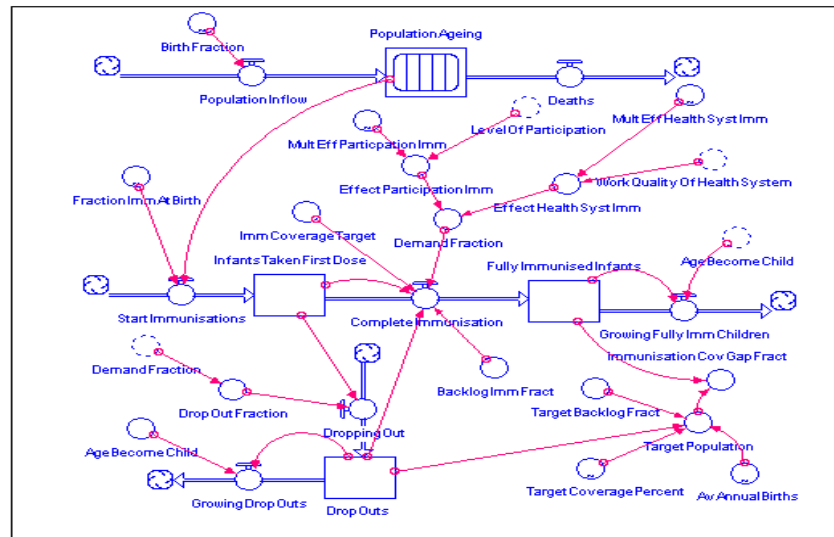 Population Ageing
Birth Fraction
Population Inflow
Deaths
Mult Eff Health Syst Imm
Level Of Participation
Mult Eff Particpation Imm
Work Quality Of Health System
Effect Participation Imm
Fraction Imm At Birth
Effect Health Syst Imm
Imm Coverage Target
Demand Fraction
Infants Taken First Dose
Fully Immunised Infants
Age Become Child
Start Immunisations
Complete Immunisation
Growing Fully Imm Children
Immunisation Cov Gap Fract
Demand Fraction
Backlog Imm Fract
Drop Out Fraction
Target Backlog Fract
Dropping Out
Target Population
Age Become Child
Target Coverage Percent
Av Annual Births
Growing Drop Outs
Drop Outs